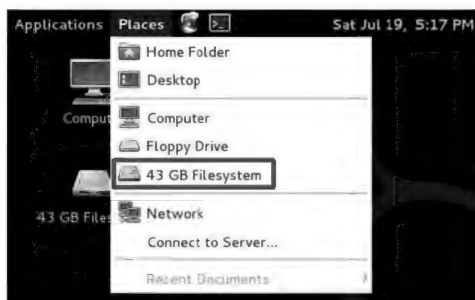 Applications Places Sat Jul 19, 5:17 PM
Home Folder
Desktop
Comput
Computer
Floppy Drive
43 GB Filesystem
43 GB Files
Network
Connect to Server...
Recent Documents